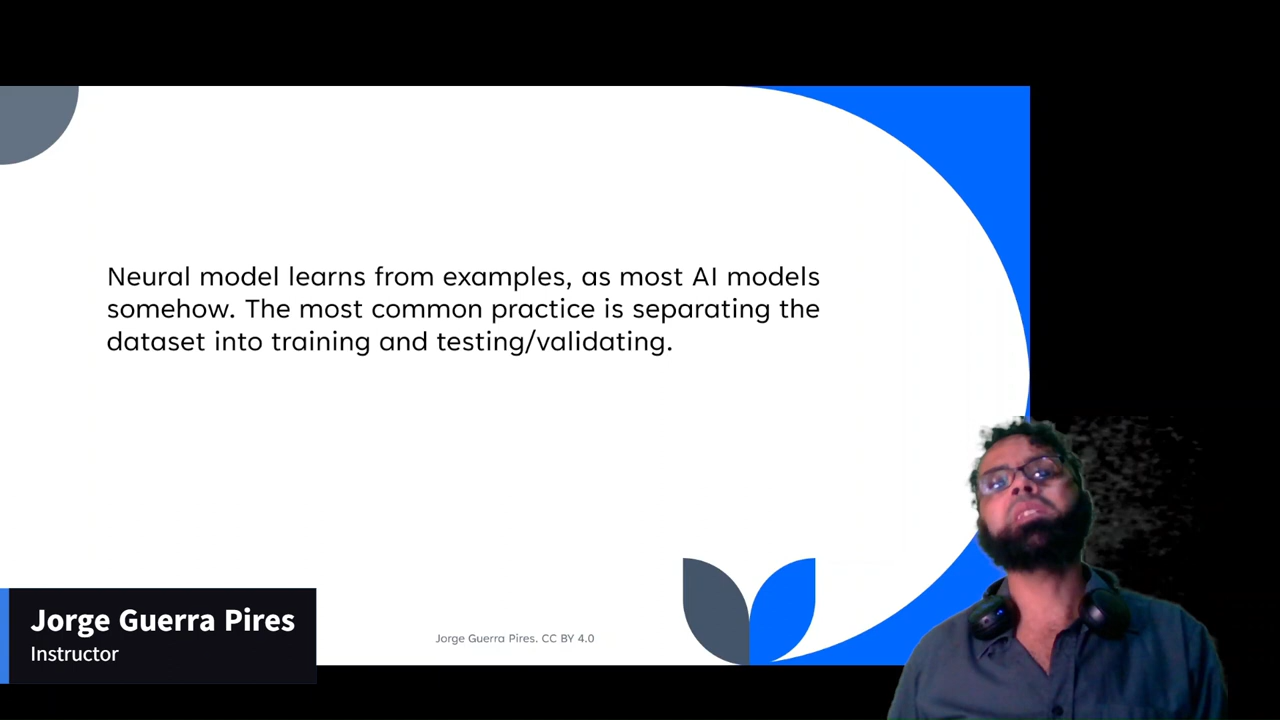 Neural model learns from examples, as most AI models
somehow. The most common practice is separating the
dataset into training and testing/validating.
Jorge Guerra Pires
Instructor
Jorge Guerra Pires. CC BY 4.0